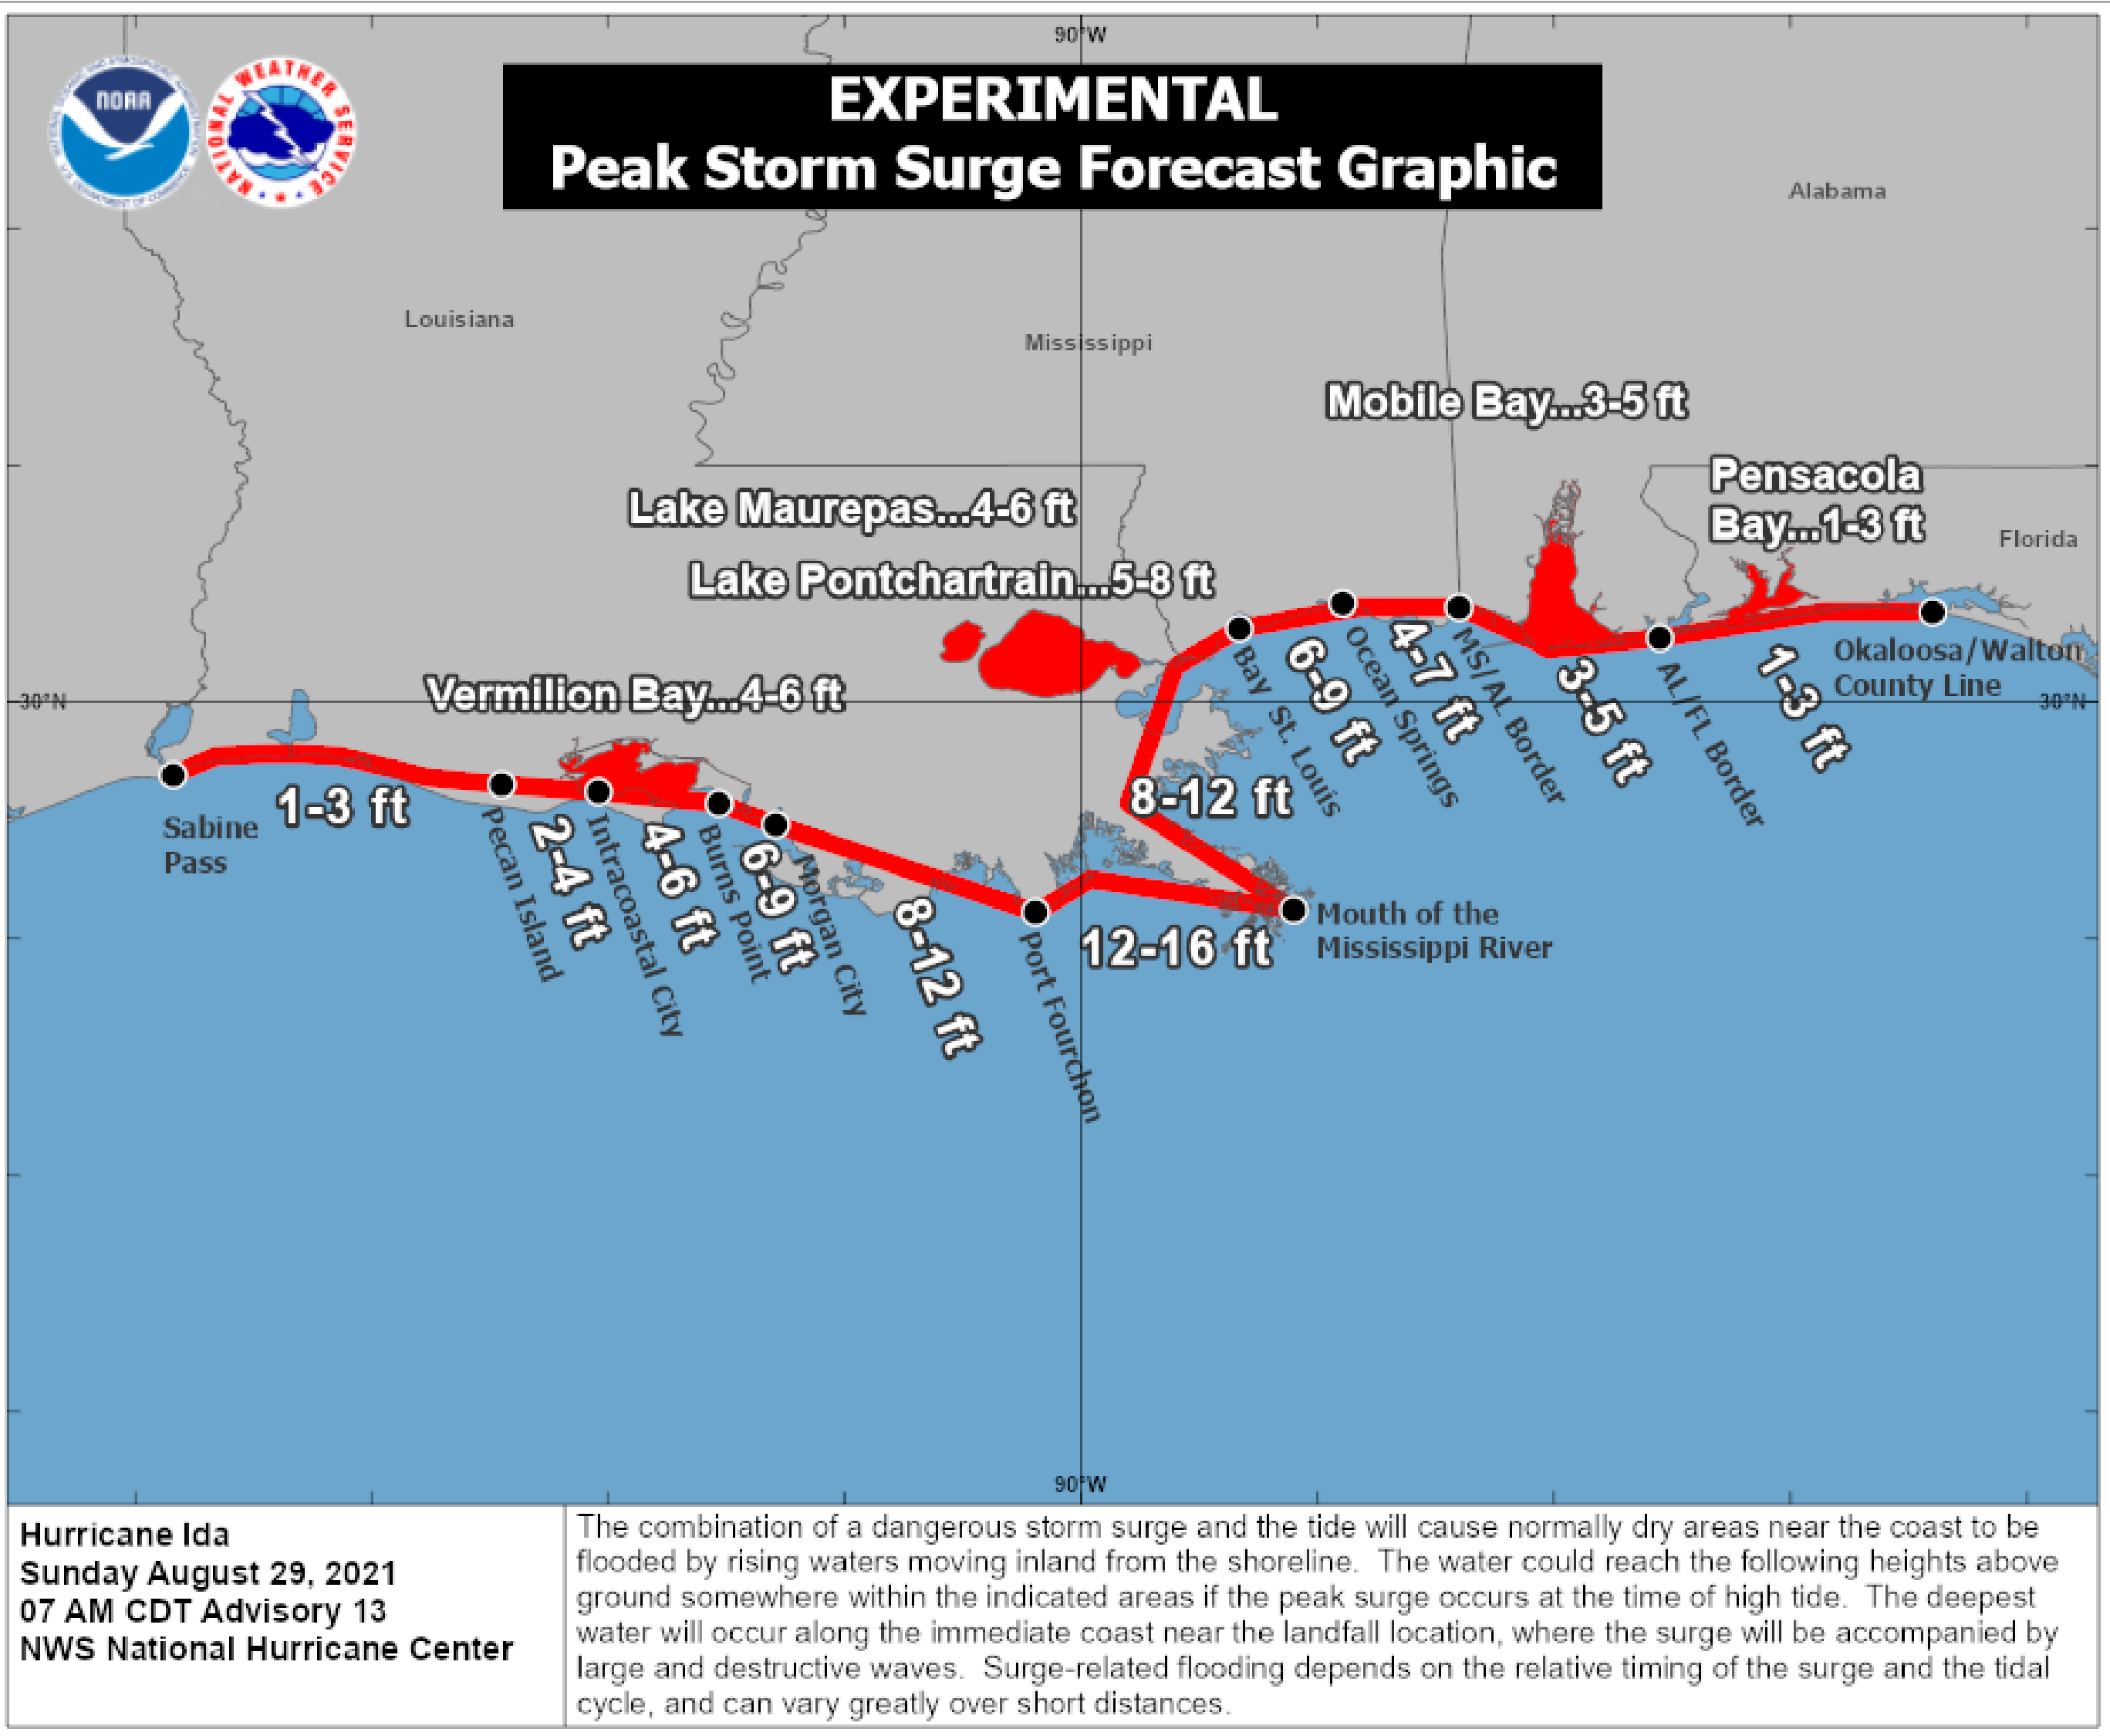 90°W
NOAA
NATIONAL WEATHER SERVICE
EXPERIMENTAL
Peak Storm Surge Forecast Graphic
Alabama
Louisiana
Mississippi
Mobile Bay...3-5 ft
Pensacola
Bay...1-3 ft
Lake Maurepas...4-6 ft
Florida
Lake Pontchartrain...5-8 ft
Vermilion Bay...4-6 ft
30°N
30°N
Okaloosa/Walton
County Line
Sabine
Pass
1-3 ft
Pecan Island
2-4 ft
Intracoastal City
4-6 ft
Burns Point
6-9 ft
Morgan City
8-12 ft
Port Fourchon
12-16 ft
Mouth of the
Mississippi River
8-12 ft
Bay St. Louis
6-9 ft
Ocean Springs
4-7 ft
MS/AL Border
3-5 ft
AL/FL Border
1-3 ft
90°W
Hurricane Ida
Sunday August 29, 2021
07 AM CDT Advisory 13
NWS National Hurricane Center
The combination of a dangerous storm surge and the tide will cause normally dry areas near the coast to be
flooded by rising waters moving inland from the shoreline.  The water could reach the following heights above
ground somewhere within the indicated areas if the peak surge occurs at the time of high tide.  The deepest
water will occur along the immediate coast near the landfall location, where the surge will be accompanied by
large and destructive waves.  Surge-related flooding depends on the relative timing of the surge and the tidal
cycle, and can vary greatly over short distances.